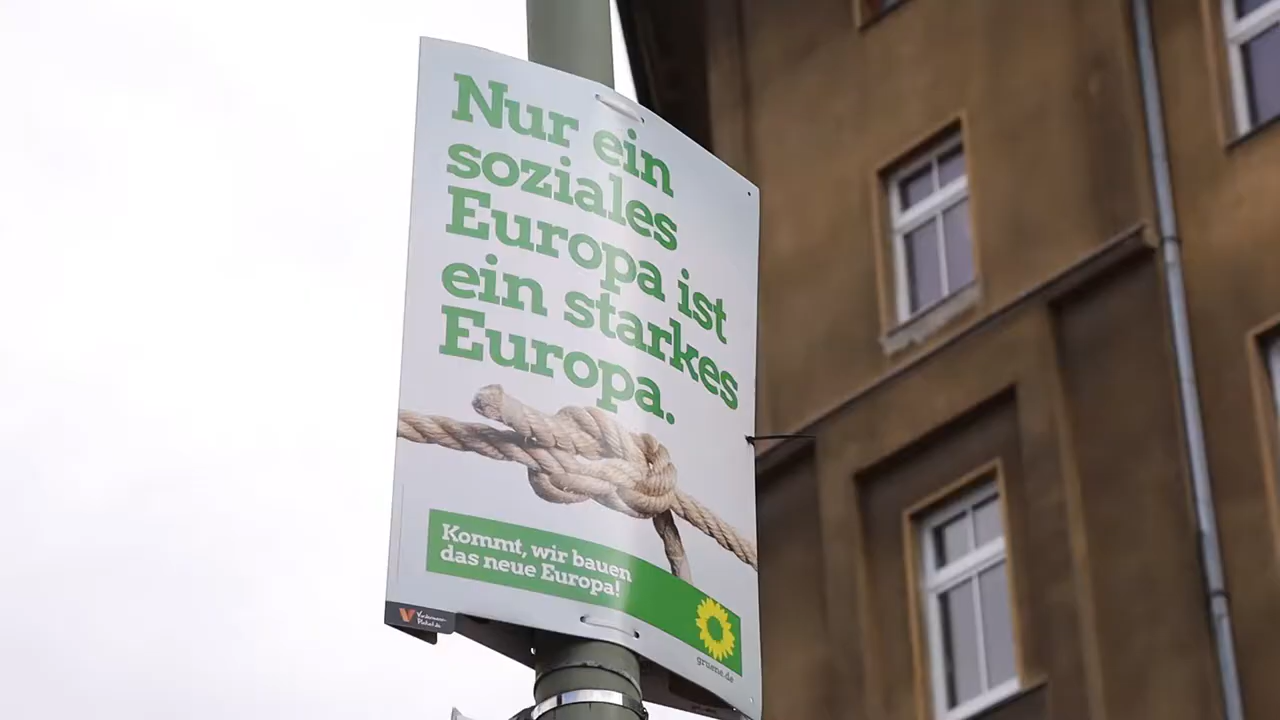 Nur ein
soziales
Europa ist
ein starkes
Europa.
Kommt, wir bauen
das neue Europa!
gruene.de